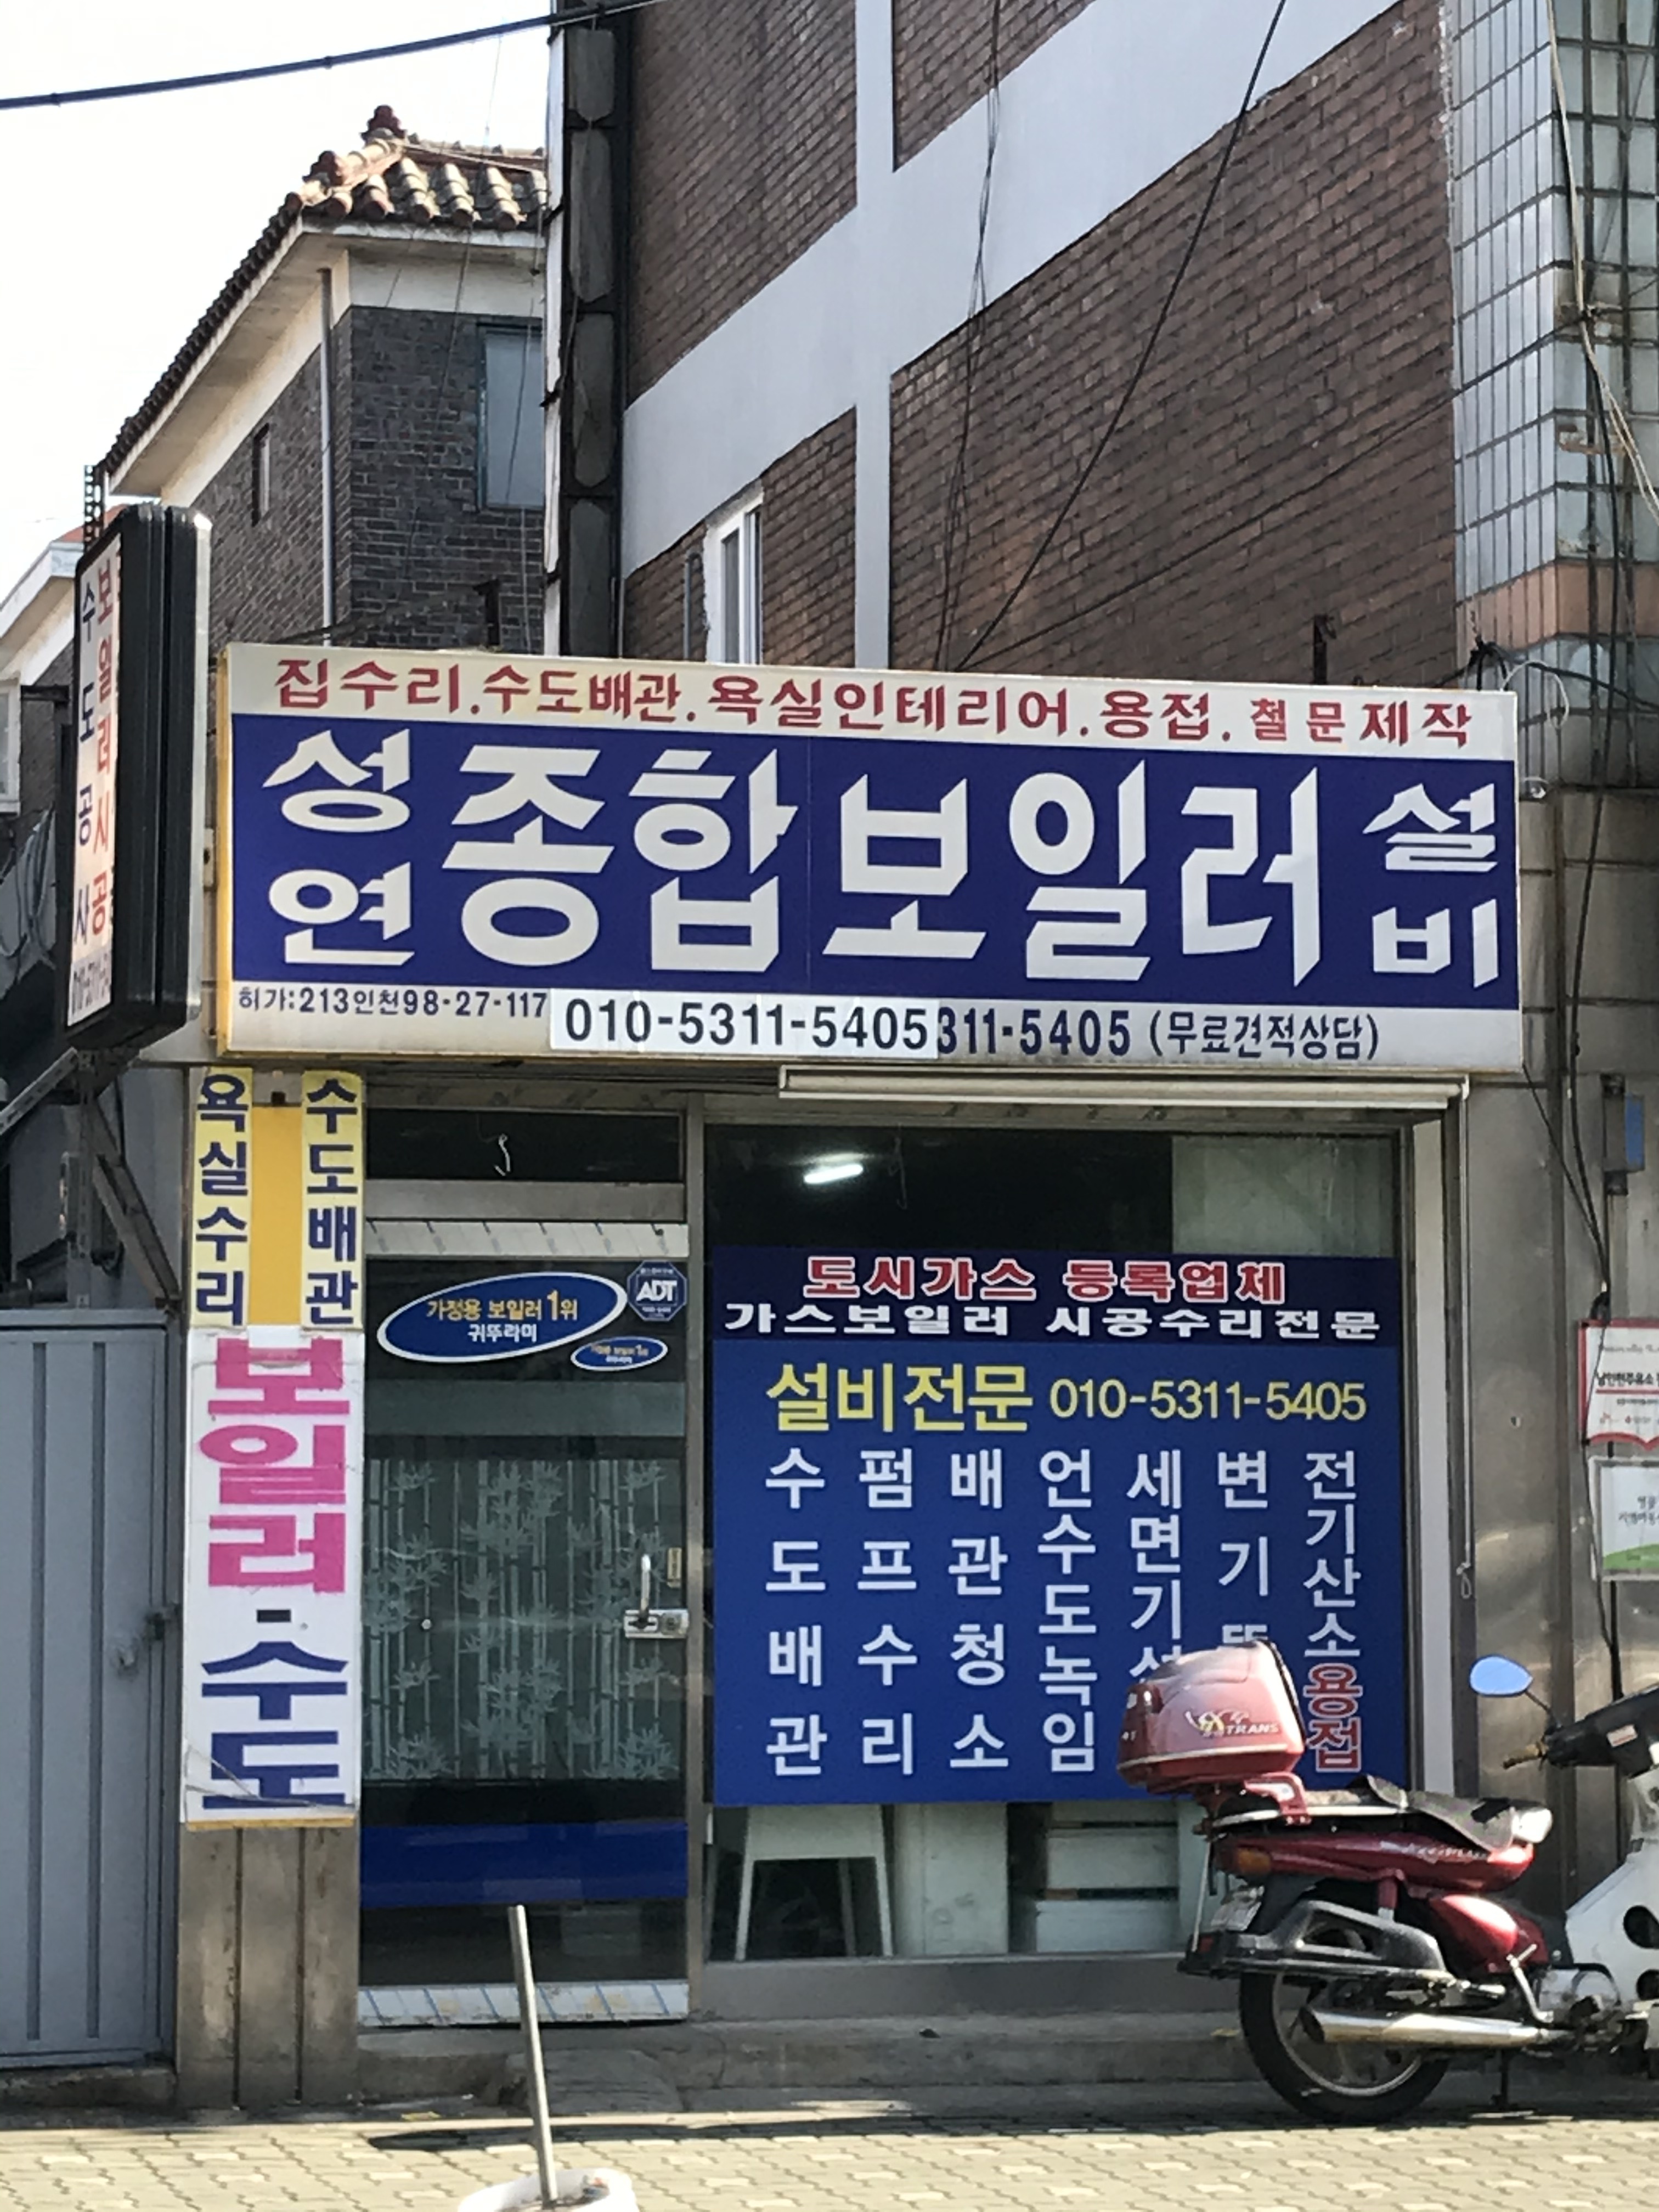 집수리.수도배관.욕실인테리어.용접.철문제작
성연 종합보일러 설비
허가:213인천98-27-117 010-5311-5405 311-5405 (무료견적상담)
보일러시공
수도공사
욕실수리
수도배관
보일러·수도
가정용 보일러 1위
귀뚜라미
ADT
도시가스 등록업체
가스보일러 시공수리전문
설비전문 010-5311-5405
수도배관
펌프수리
배관청소
언수도녹임
세면기
변기
전기산소용접
TRANS